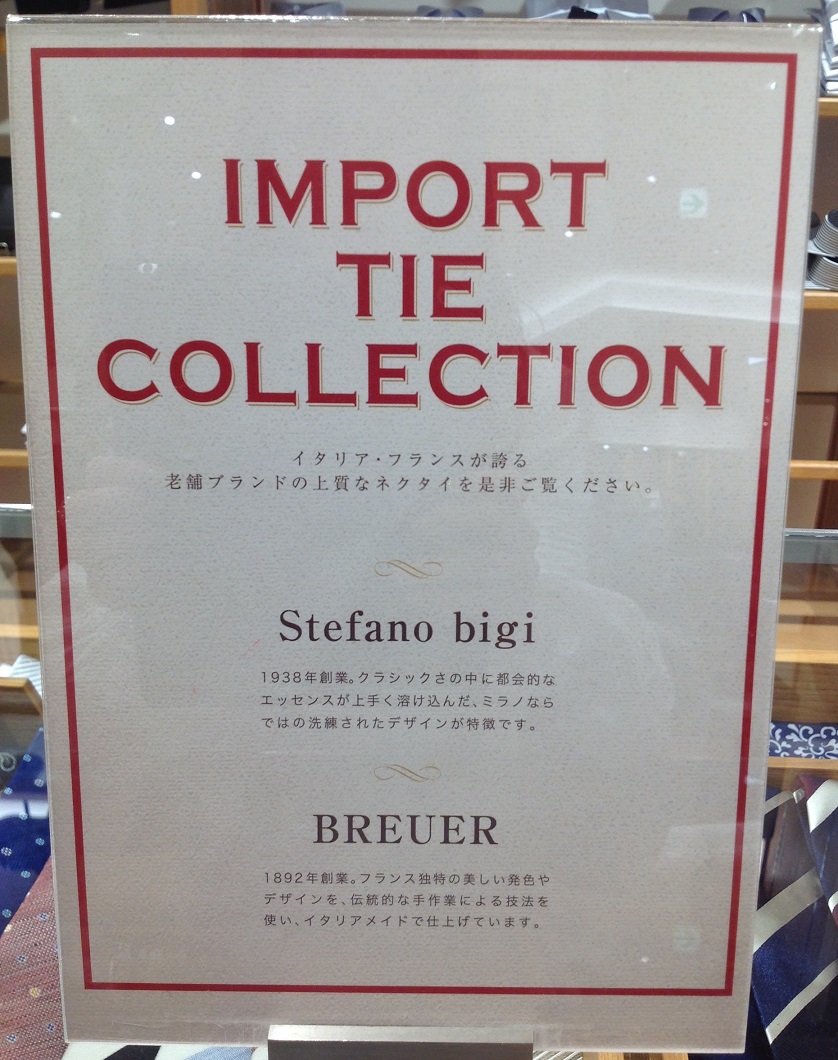 IMPORT
TIE
COLLECTION
イタリア・フランスが誇る
老舗ブランドの上質なネクタイを是非ご覧ください。
Stefano bigi
1938年創業。クラシックさの中に都会的な
エッセンスが上手く溶け込んだ、ミラノなら
ではの洗練されたデザインが特徴です。
BREUER
1892年創業。フランス独特の美しい発色や
デザインを、伝統的な手作業による技法を
使い、イタリアメイドで仕上げています。